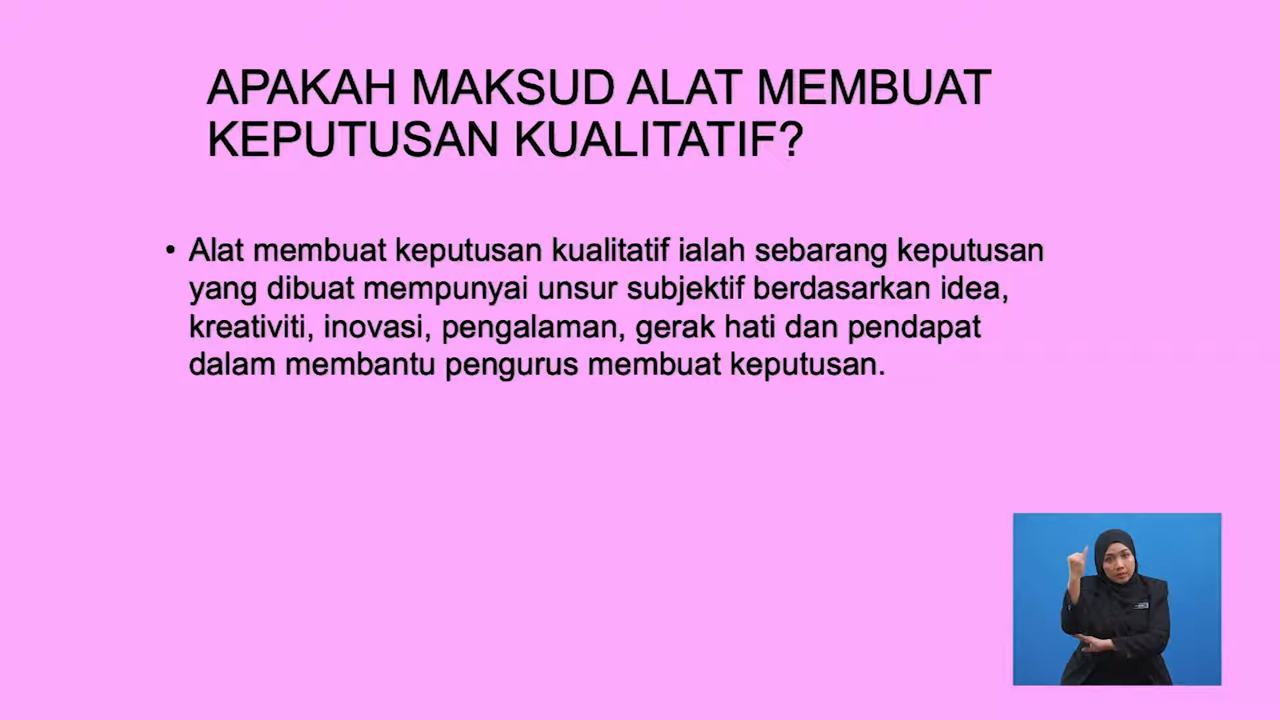 APAKAH MAKSUD ALAT MEMBUAT
KEPUTUSAN KUALITATIF?
• Alat membuat keputusan kualitatif ialah sebarang keputusan
yang dibuat mempunyai unsur subjektif berdasarkan idea,
kreativiti, inovasi, pengalaman, gerak hati dan pendapat
dalam membantu pengurus membuat keputusan.